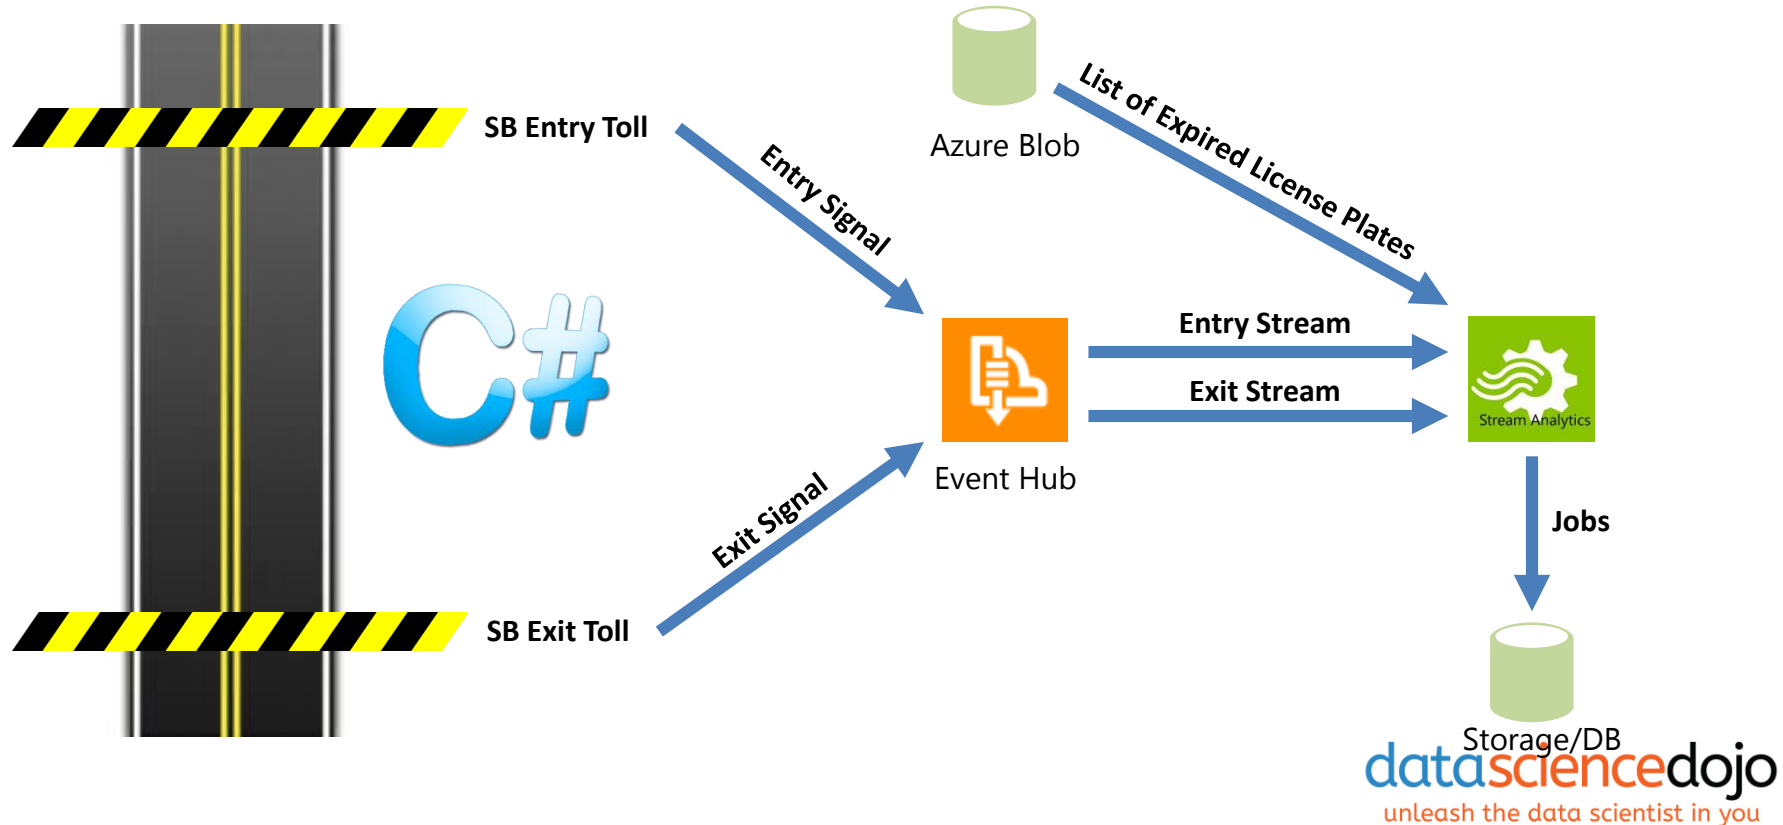 SB Entry Toll
Entry Signal
Azure Blob
List of Expired License Plates
C#
Entry Stream
Exit Stream
Stream Analytics
Event Hub
Exit Signal
Jobs
SB Exit Toll
Storage/DB
datasciencedojo
unleash the data scientist in you